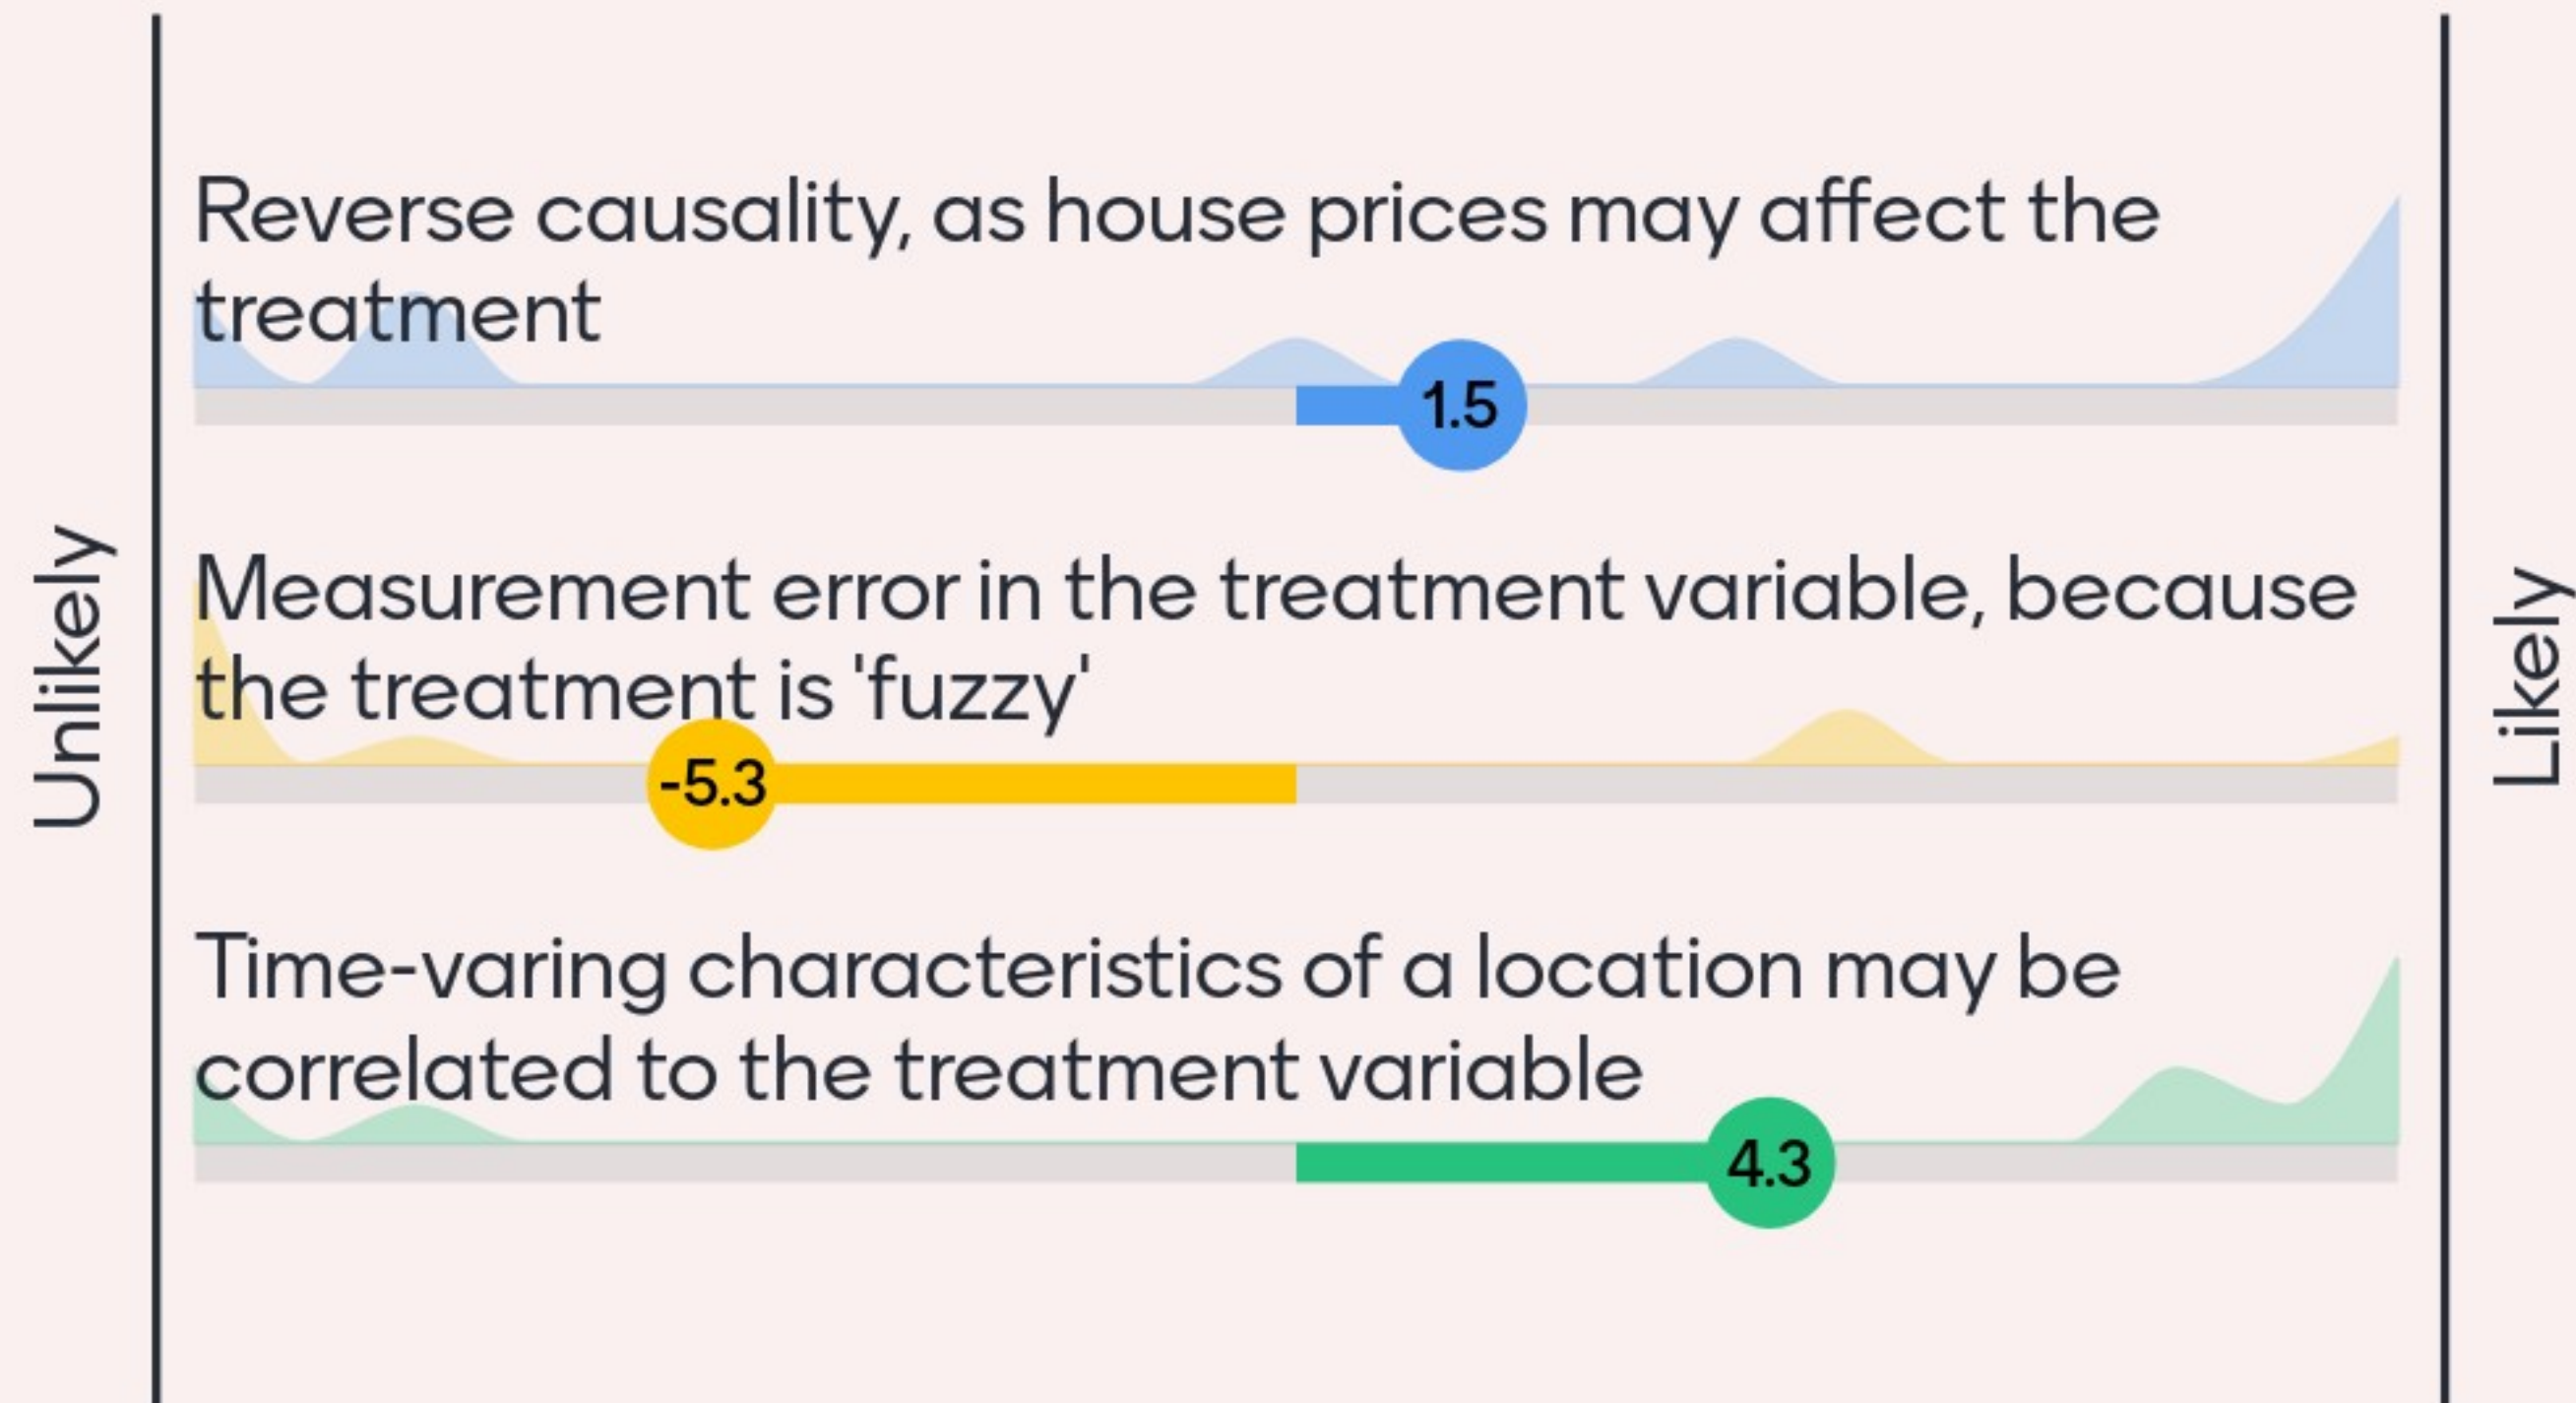 Reverse causality, as house prices may affect the
treatment
1.5
Unlikely
Measurement error in the treatment variable, because
the treatment is 'fuzzy'
-5.3
Likely
Time-varing characteristics of a location may be
correlated to the treatment variable
4.3